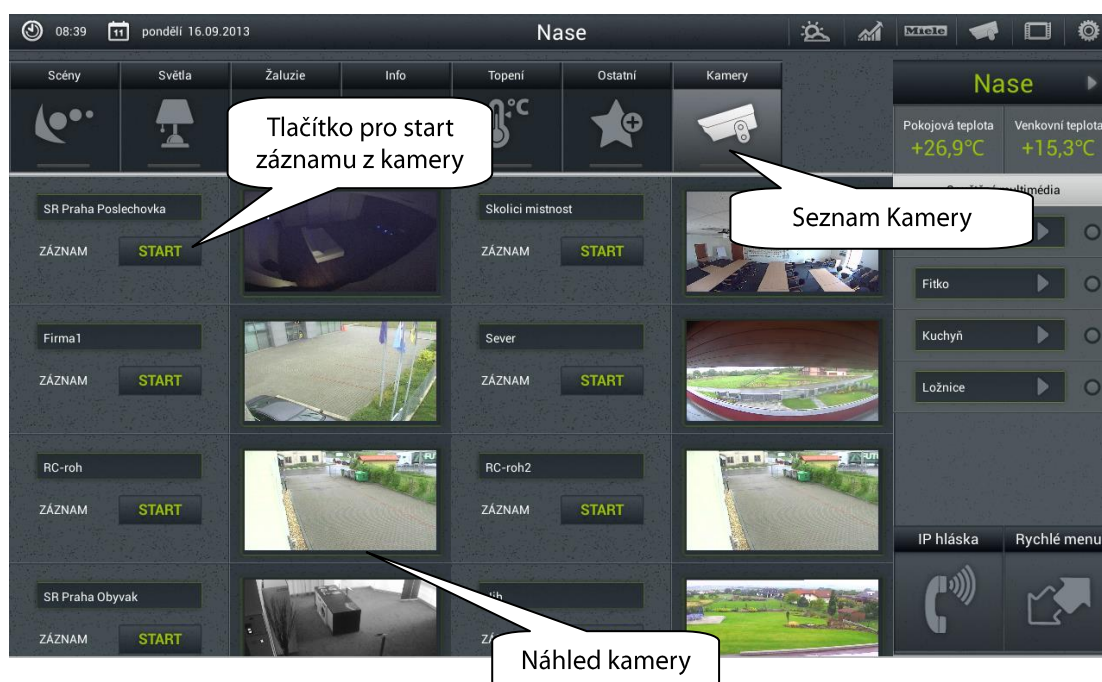 08:39
11
pondělí 16.09.2013
Nase
Miele
Scény
Světla
Žaluzie
Info
Topení
Ostatní
Kamery
°C
Nase
Pokojová teplota
Venkovní teplota
+26,9°C
+15,3°C
Tlačítko pro start
záznamu z kamery
Seznam Kamery
SR Praha Poslechovka
ZÁZNAM
START
Skolici mistnost
ZÁZNAM
START
Fitko
Kuchyň
Ložnice
Firma1
ZÁZNAM
START
Sever
ZÁZNAM
START
RC-roh
ZÁZNAM
START
RC-roh2
ZÁZNAM
START
IP hláska
Rychlé menu
SR Praha Obyvak
ZÁZNAM
START
Náhled kamery